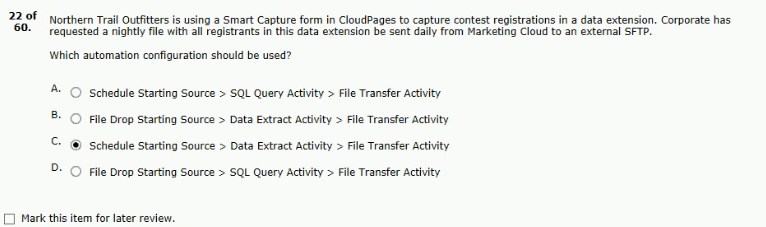 22 of 60. Northern Trail Outfitters is using a Smart Capture form in CloudPages to capture contest registrations in a data extension. Corporate has
requested a nightly file with all registrants in this data extension be sent daily from Marketing Cloud to an external SFTP.
Which automation configuration should be used?
A. Schedule Starting Source > SQL Query Activity > File Transfer Activity
B. File Drop Starting Source > Data Extract Activity > File Transfer Activity
C. Schedule Starting Source > Data Extract Activity > File Transfer Activity
D. File Drop Starting Source > SQL Query Activity > File Transfer Activity
Mark this item for later review.